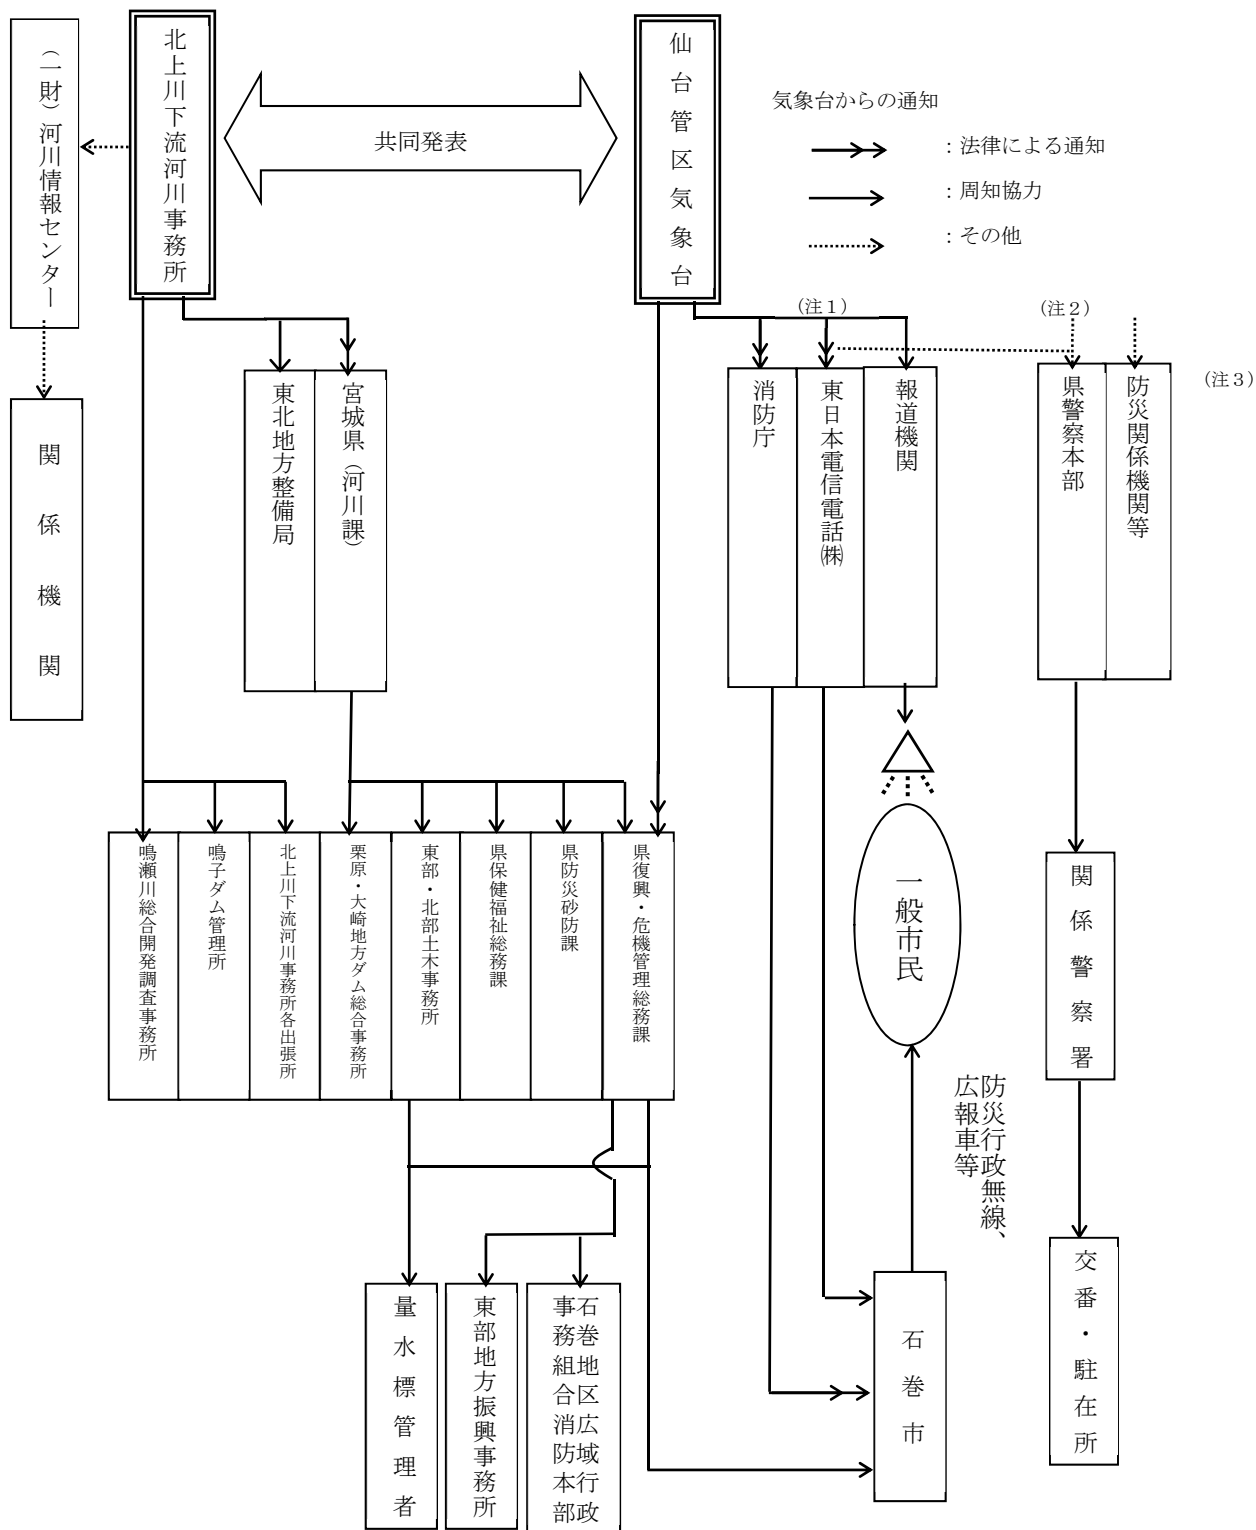 (一財)河川情報センター
北上川下流河川事務所
共同発表
仙台管区気象台
気象台からの通知
：法律による通知
：周知協力
：その他
(注１)
(注２)
(注３)
関係機関
東北地方整備局
宮城県(河川課)
消防庁
東日本電信電話㈱
報道機関
県警察本部
防災関係機関等
鳴瀬川総合開発調査事務所
鳴子ダム管理所
北上川下流河川事務所各出張所
栗原・大崎地方ダム総合事務所
東部・北部土木事務所
県保健福祉総務課
県防災砂防課
県復興・危機管理総務課
一般市民
関係警察署
防災行政無線、
広報車等
量水標管理者
東部地方振興事務所
石巻地区広域行政
事務組合消防本部
石巻市
交番・駐在所